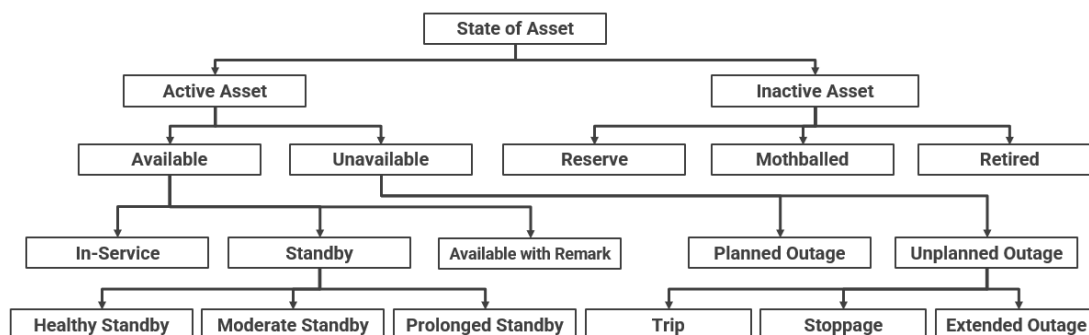 State of Asset
Active Asset
Inactive Asset
Available
Unavailable
Reserve
Mothballed
Retired
In-Service
Standby
Available with Remark
Planned Outage
Unplanned Outage
Healthy Standby
Moderate Standby
Prolonged Standby
Trip
Stoppage
Extended Outage